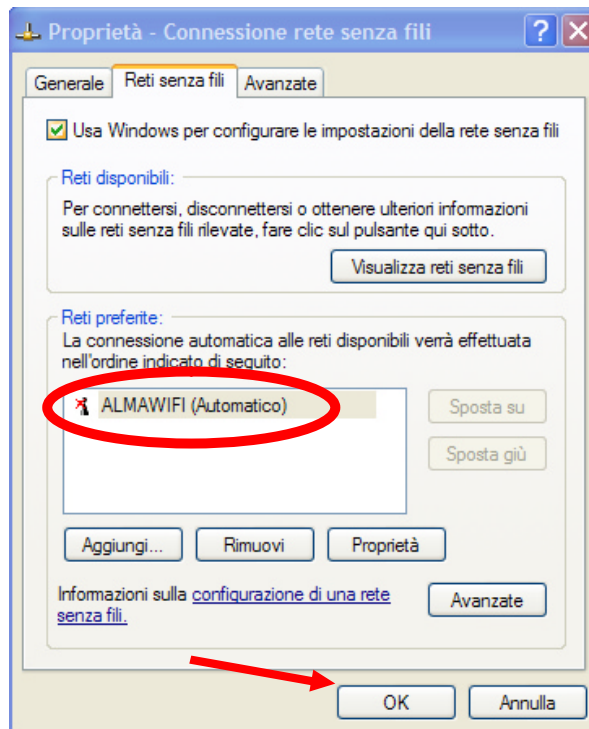 Proprietà - Connessione rete senza fili
Generale
Reti senza fili
Avanzate
Usa Windows per configurare le impostazioni della rete senza fili
Reti disponibili:
Per connettersi, disconnettersi o ottenere ulteriori informazioni
sulle reti senza fili rilevate, fare clic sul pulsante qui sotto.
Visualizza reti senza fili
Reti preferite:
La connessione automatica alle reti disponibili verrà effettuata
nell'ordine indicato di seguito:
ALMAWIFI (Automatico)
Sposta su
Sposta giù
Aggiungi...
Rimuovi
Proprietà
Informazioni sulla configurazione di una rete
senza fili.
Avanzate
OK
Annulla